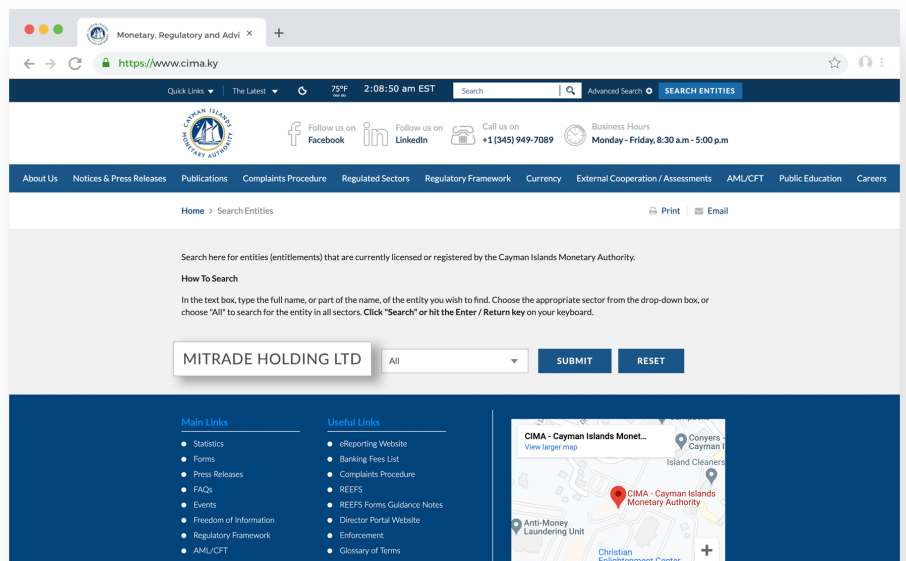 Monetary, Regulatory and Advi
https://www.cima.ky
Quick Links
The Latest
75°F
2:08:50 am EST
Search
Advanced Search
SEARCH ENTITIES
CAYMAN ISLANDS
MONETARY AUTHORITY
Follow us on
Facebook
Follow us on
LinkedIn
Call us on
+1 (345) 949-7089
Business Hours
Monday - Friday, 8:30 a.m - 5:00 p.m
About Us
Notices & Press Releases
Publications
Complaints Procedure
Regulated Sectors
Regulatory Framework
Currency
External Cooperation / Assessments
AML/CFT
Public Education
Careers
Home > Search Entities
Print
Email
Search here for entities (entitlements) that are currently licensed or registered by the Cayman Islands Monetary Authority.
How To Search
In the text box, type the full name, or part of the name, of the entity you wish to find. Choose the appropriate sector from the drop-down box, or
choose "All" to search for the entity in all sectors. Click "Search" or hit the Enter / Return key on your keyboard.
MITRADE HOLDING LTD
All
SUBMIT
RESET
Main Links
Statistics
Forms
Press Releases
FAQs
Events
Freedom of Information
Regulatory Framework
AML/CFT
Useful Links
eReporting Website
Banking Fees List
Complaints Procedure
REEFS
REEFS Forms Guidance Notes
Director Portal Website
Enforcement
Glossary of Terms
CIMA - Cayman Islands Monet...
View larger map
Conyers -
Cayman I
Island Cleaners
CIMA - Cayman Islands
Monetary Authority
Anti-Money
Laundering Unit
Christian
Enlightenment Center